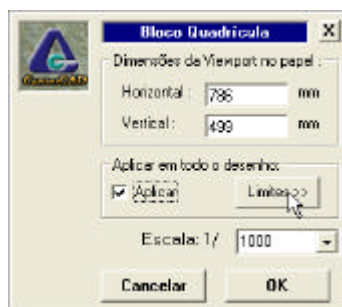 Bloco Quadrícula X
Dimensões da Viewport no papel :
Horizontal : 786 mm
Vertical : 499 mm
Aplicar em todo o desenho:
Aplicar Limites>>
Escala: 1/ 1000
Cancelar OK